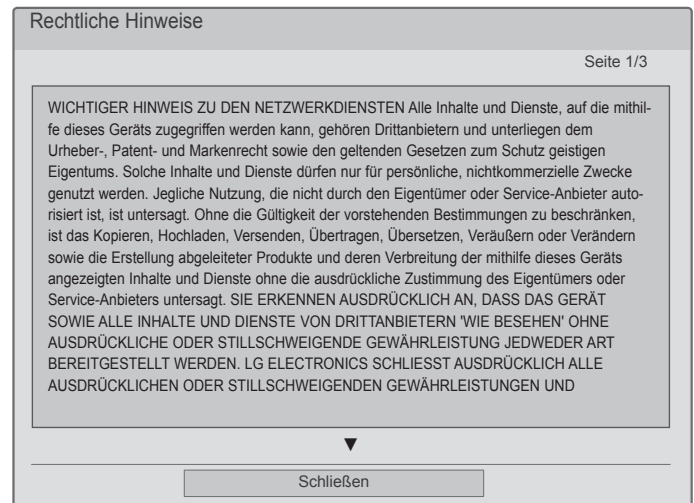 Rechtliche Hinweise
Seite 1/3
WICHTIGER HINWEIS ZU DEN NETZWERKDIENSTEN Alle Inhalte und Dienste, auf die mithil-
fe dieses Geräts zugegriffen werden kann, gehören Drittanbietern und unterliegen dem
Urheber-, Patent- und Markenrecht sowie den geltenden Gesetzen zum Schutz geistigen
Eigentums. Solche Inhalte und Dienste dürfen nur für persönliche, nichtkommerzielle Zwecke
genutzt werden. Jegliche Nutzung, die nicht durch den Eigentümer oder Service-Anbieter auto-
risiert ist, ist untersagt. Ohne die Gültigkeit der vorstehenden Bestimmungen zu beschränken,
ist das Kopieren, Hochladen, Versenden, Übertragen, Übersetzen, Veräußern oder Verändern
sowie die Erstellung abgeleiteter Produkte und deren Verbreitung der mithilfe dieses Geräts
angezeigten Inhalte und Dienste ohne die ausdrückliche Zustimmung des Eigentümers oder
Service-Anbieters untersagt. SIE ERKENNEN AUSDRÜCKLICH AN, DASS DAS GERÄT
SOWIE ALLE INHALTE UND DIENSTE VON DRITTANBIETERN 'WIE BESEHEN' OHNE
AUSDRÜCKLICHE ODER STILLSCHWEIGENDE GEWÄHRLEISTUNG JEDWEDER ART
BEREITGESTELLT WERDEN. LG ELECTRONICS SCHLIESST AUSDRÜCKLICH ALLE
AUSDRÜCKLICHEN ODER STILLSCHWEIGENDEN GEWÄHRLEISTUNGEN UND
▼
Schließen